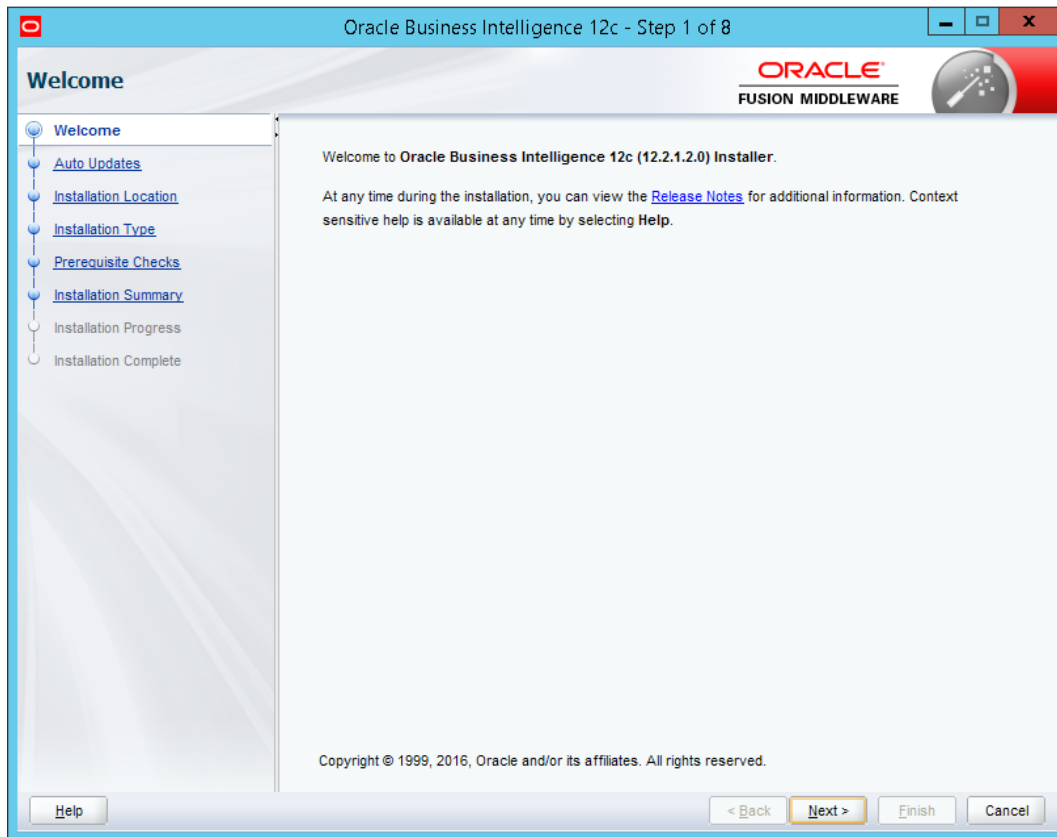 Oracle Business Intelligence 12c - Step 1 of 8
Welcome
ORACLE
FUSION MIDDLEWARE
Welcome
Auto Updates
Installation Location
Installation Type
Prerequisite Checks
Installation Summary
Installation Progress
Installation Complete
Welcome to Oracle Business Intelligence 12c (12.2.1.2.0) Installer.
At any time during the installation, you can view the Release Notes for additional information. Context
sensitive help is available at any time by selecting Help.
Copyright © 1999, 2016, Oracle and/or its affiliates. All rights reserved.
Help
< Back
Next >
Finish
Cancel